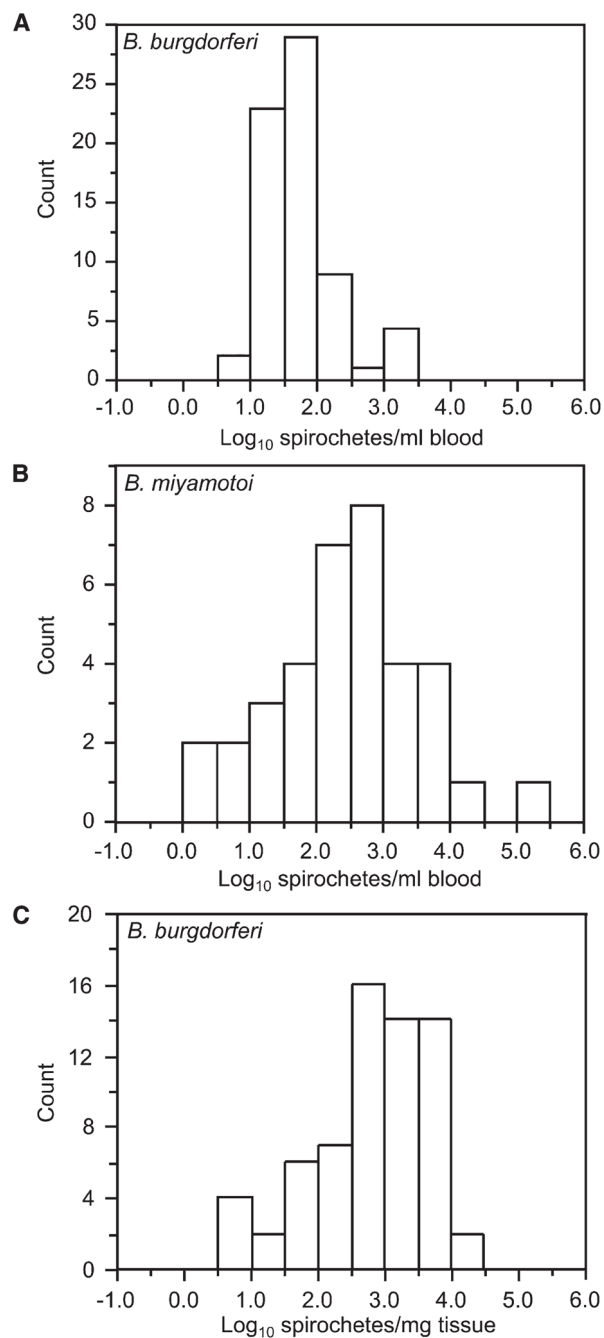 A
B. burgdorferi
30
25
20
15
10
5
0
Count
-1.0 0.0 1.0 2.0 3.0 4.0 5.0 6.0
Log₁₀ spirochetes/ml blood
B
B. miyamotoi
8
6
4
2
0
Count
-1.0 0.0 1.0 2.0 3.0 4.0 5.0 6.0
Log₁₀ spirochetes/ml blood
C
B. burgdorferi
20
16
12
8
4
0
Count
-1.0 0.0 1.0 2.0 3.0 4.0 5.0 6.0
Log₁₀ spirochetes/mg tissue